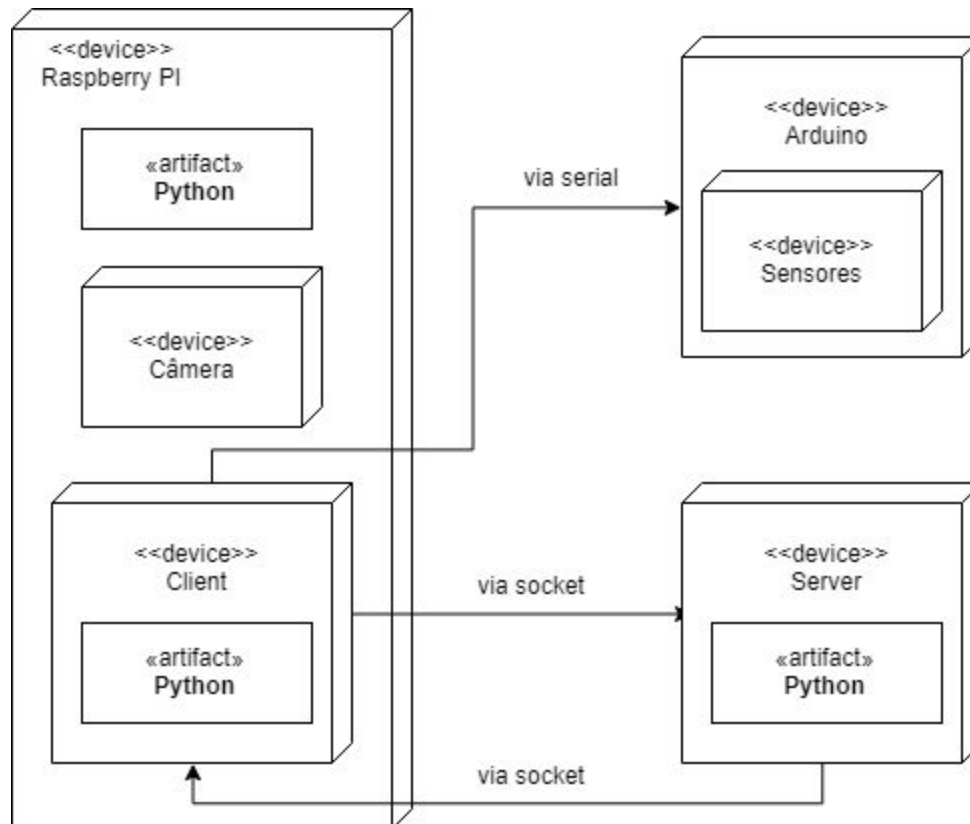 <<device>>
Raspberry PI
«artifact»
Python
<<device>>
Câmera
<<device>>
Client
«artifact»
Python
via serial
<<device>>
Arduino
<<device>>
Sensores
via socket
<<device>>
Server
«artifact»
Python
via socket